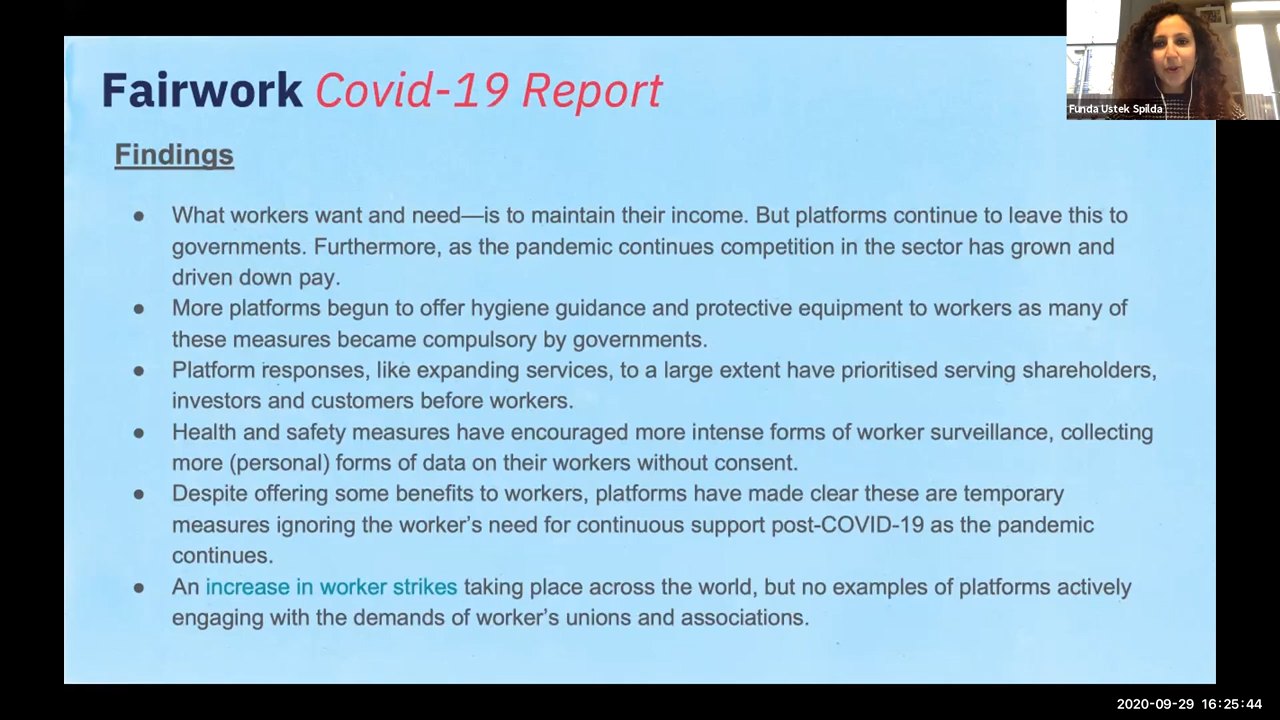 Fairwork Covid-19 Report
Funda Ustek Spilda
Findings
● What workers want and need—is to maintain their income. But platforms continue to leave this to
governments. Furthermore, as the pandemic continues competition in the sector has grown and
driven down pay.
● More platforms begun to offer hygiene guidance and protective equipment to workers as many of
these measures became compulsory by governments.
● Platform responses, like expanding services, to a large extent have prioritised serving shareholders,
investors and customers before workers.
● Health and safety measures have encouraged more intense forms of worker surveillance, collecting
more (personal) forms of data on their workers without consent.
● Despite offering some benefits to workers, platforms have made clear these are temporary
measures ignoring the worker's need for continuous support post-COVID-19 as the pandemic
continues.
● An increase in worker strikes taking place across the world, but no examples of platforms actively
engaging with the demands of worker's unions and associations.
2020-09-29 16:25:44